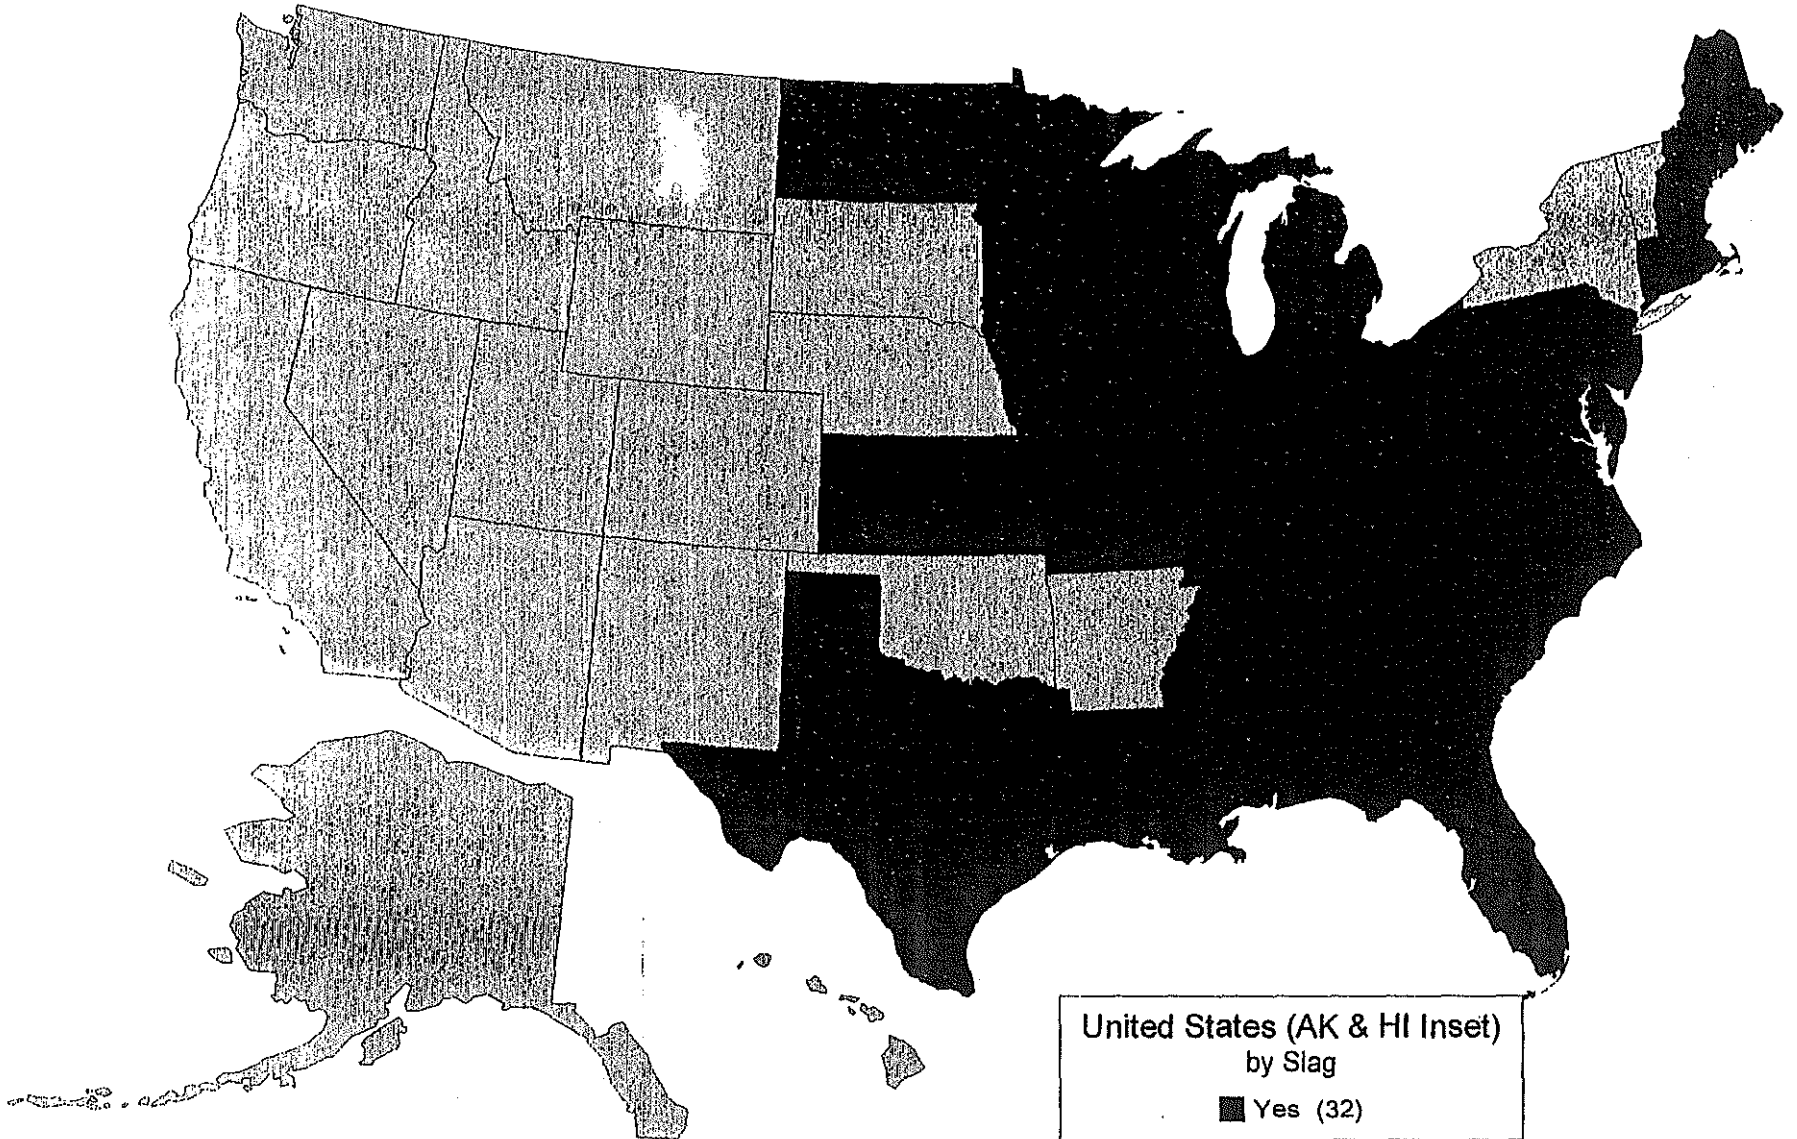 United States (AK & HI Inset)
by Slag
Yes (32)